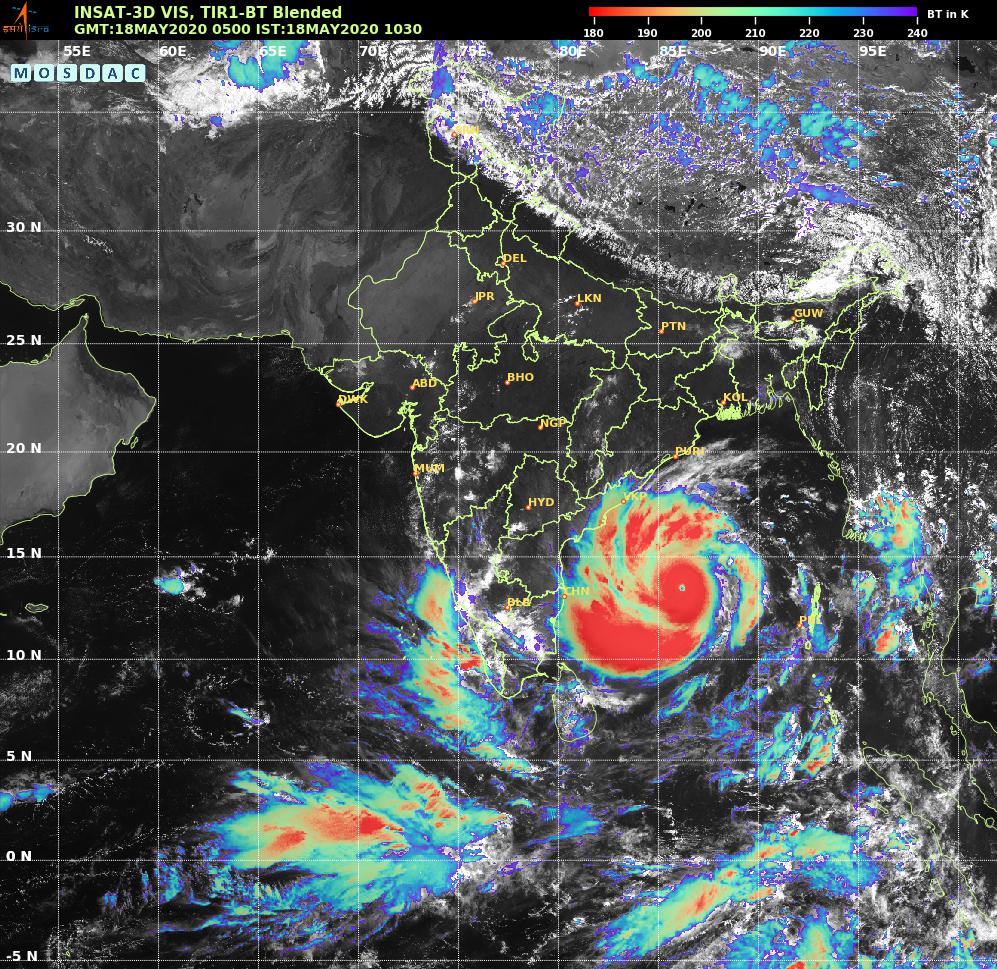 INSAT-3D VIS, TIR1-BT Blended
GMT:18MAY2020 0500 IST:18MAY2020 1030
BT in K
180 190 200 210 220 230 240
55E 60E 65E 70E 75E 80E 85E 90E 95E
MOSDAC
30 N
DEL
JPR
LKN
GUW
PTN
25 N
BHO
ABD
DWK
KOL
NGP
20 N
PURI
MUM
VKP
HYD
15 N
CHN
BLR
10 N
5 N
0 N
-5 N